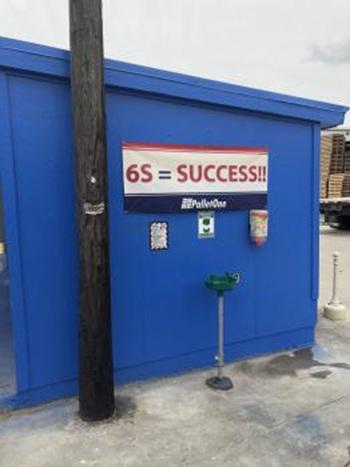 6S = SUCCESS!!
PalletOne